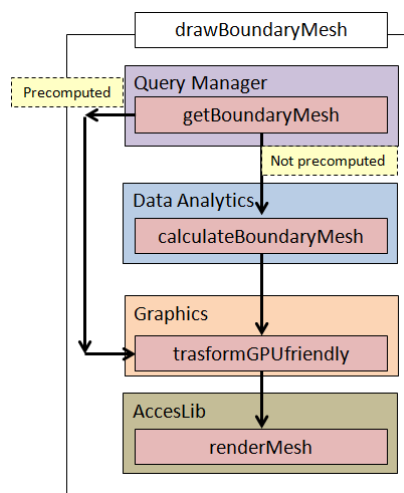 drawBoundaryMesh
Query Manager
Precomputed
getBoundaryMesh
Not precomputed
Data Analytics
calculateBoundaryMesh
Graphics
trasformGPUfriendly
AccesLib
renderMesh